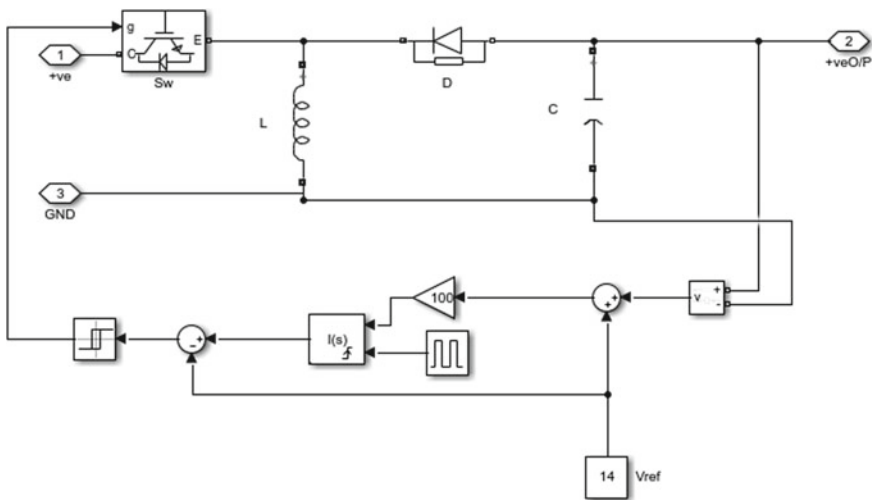 g
C
E
Sw
1
+ve
D
2
+veO/P
L
C
3
GND
100
+
+
v
+
-
I(s)
+
-
14
Vref